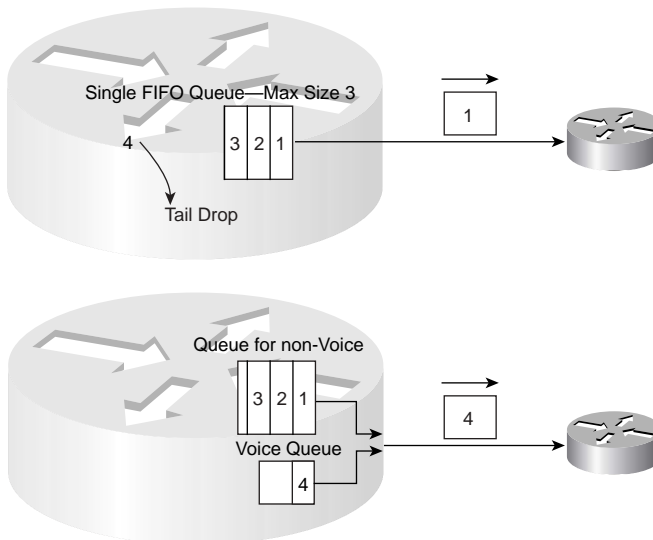 Single FIFO Queue—Max Size 3
1
4
3 2 1
Tail Drop
Queue for non-Voice
3 2 1
4
Voice Queue
4